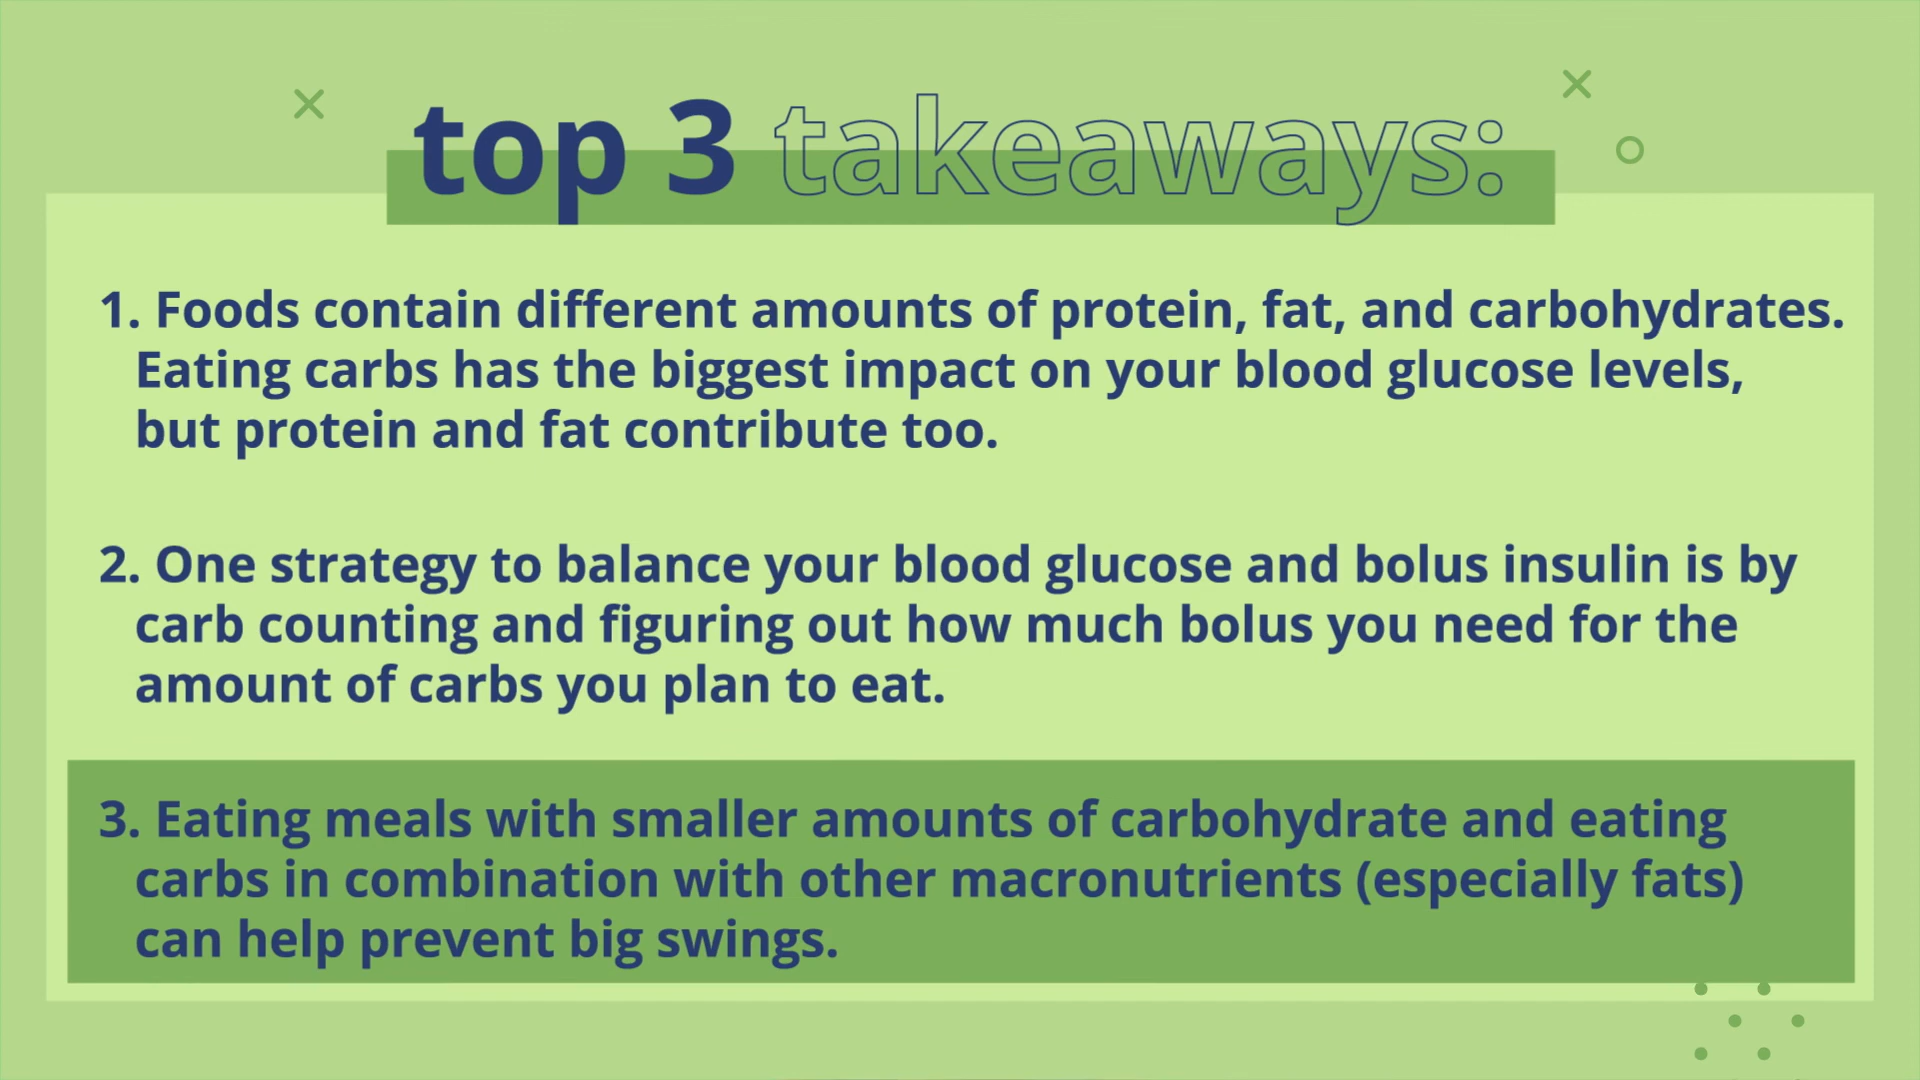 top 3 takeaways:
1. Foods contain different amounts of protein, fat, and carbohydrates.
Eating carbs has the biggest impact on your blood glucose levels,
but protein and fat contribute too.
2. One strategy to balance your blood glucose and bolus insulin is by
carb counting and figuring out how much bolus you need for the
amount of carbs you plan to eat.
3. Eating meals with smaller amounts of carbohydrate and eating
carbs in combination with other macronutrients (especially fats)
can help prevent big swings.